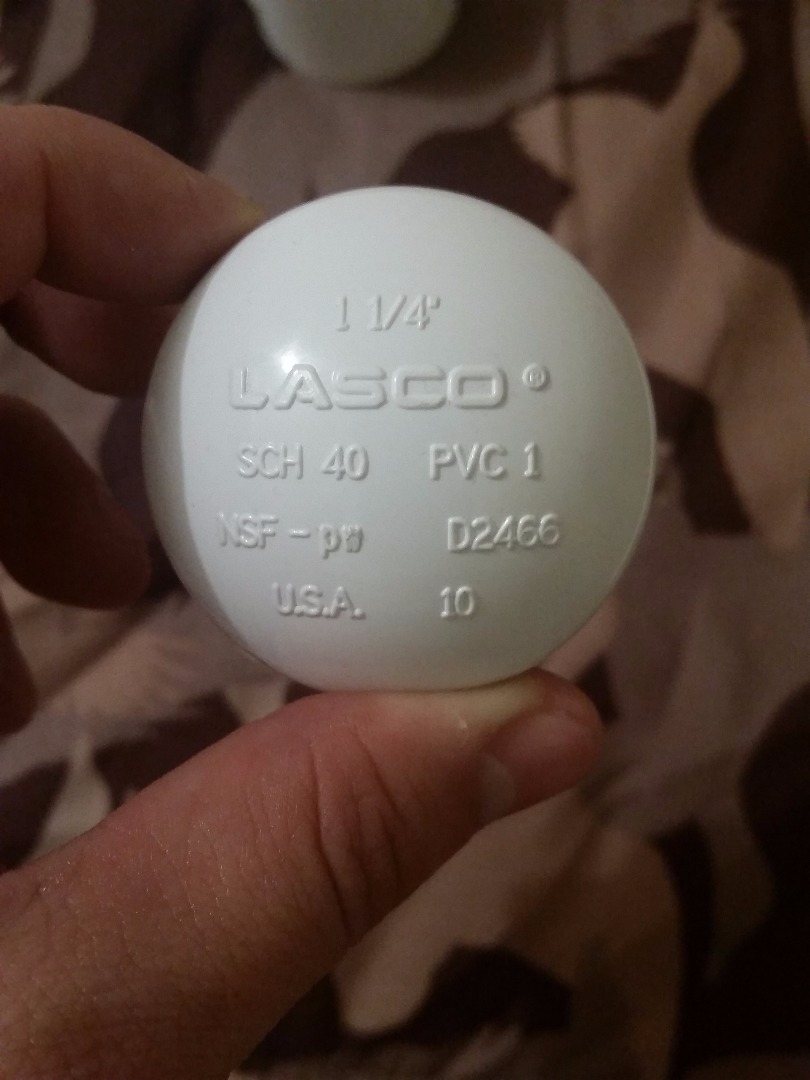 1 1/4"
LASCO ®
SCH 40 PVC 1
NSF - pw D2466
U.S.A. 10